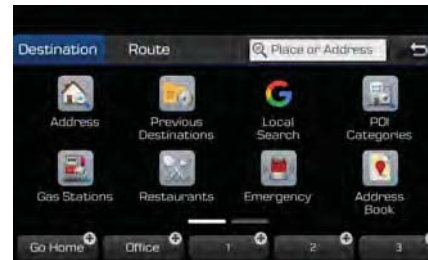 Destination
Route
Place or Address
Address
Previous
Destinations
Local
Search
POI
Categories
Gas Stations
Restaurants
Emergency
Address
Book
Go Home
Office
1
2
3